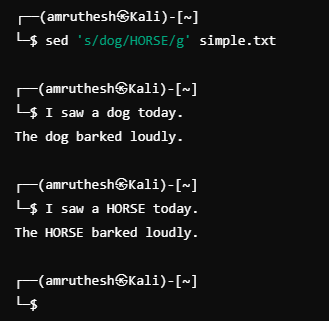 ┌──(amruthesh㉿Kali)-[~]
└─$ sed 's/dog/HORSE/g' simple.txt
┌──(amruthesh㉿Kali)-[~]
└─$ I saw a dog today.
The dog barked loudly.
┌──(amruthesh㉿Kali)-[~]
└─$ I saw a HORSE today.
The HORSE barked loudly.
┌──(amruthesh㉿Kali)-[~]
└─$